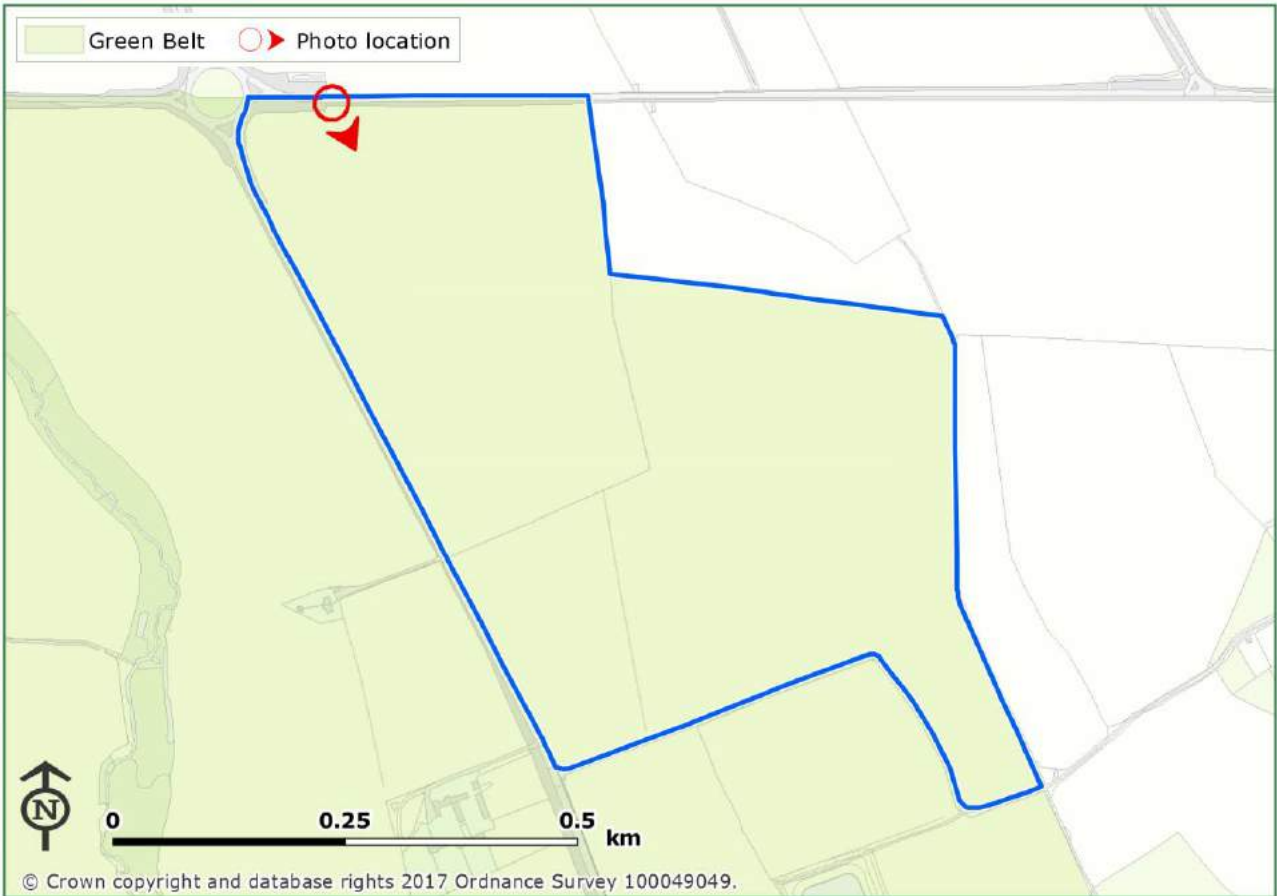 Green Belt Photo location
N
0 0.25 0.5
km
© Crown copyright and database rights 2017 Ordnance Survey 100049049.